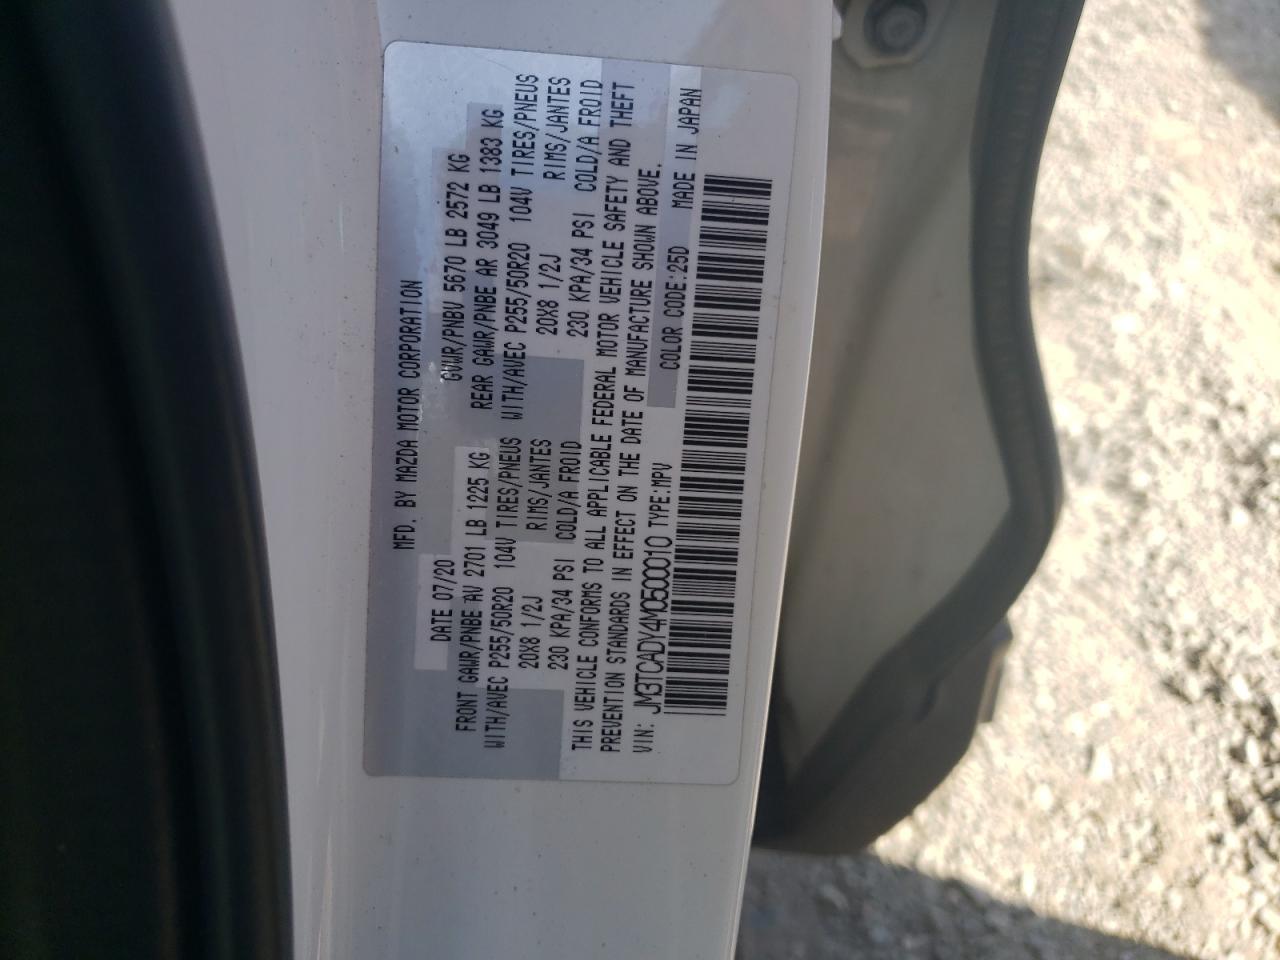 MFD. BY MAZDA MOTOR CORPORATION
DATE 07/20 GVWR/PNBV 5670 LB 2572 KG
FRONT GAWR/PNBE AV 2701 LB 1225 KG REAR GAWR/PNBE AR 3049 LB 1383 KG
WITH/AVEC P255/50R20 104V TIRES/PNEUS WITH/AVEC P255/50R20 104V TIRES/PNEUS
20X8 1/2J RIMS/JANTES 20X8 1/2J RIMS/JANTES
230 KPA/34 PSI COLD/A FROID 230 KPA/34 PSI COLD/A FROID
THIS VEHICLE CONFORMS TO ALL APPLICABLE FEDERAL MOTOR VEHICLE SAFETY AND THEFT
PREVENTION STANDARDS IN EFFECT ON THE DATE OF MANUFACTURE SHOWN ABOVE.
VIN: JM3TCADY4M0500010 TYPE:MPV COLOR CODE:25D MADE IN JAPAN